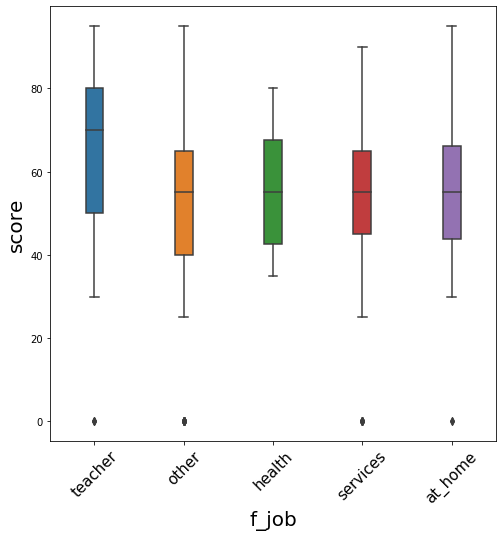 score
80
60
40
20
0
teacher
other
health
services
at_home
f_job